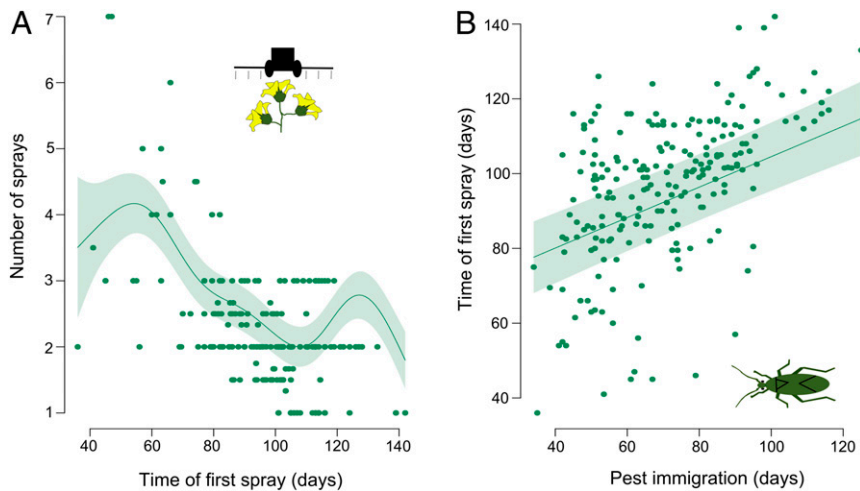 A
Number of sprays
7
6
5
4
3
2
1
40 60 80 100 120 140
Time of first spray (days)
B
Time of first spray (days)
140
120
100
80
60
40
40 60 80 100 120
Pest immigration (days)